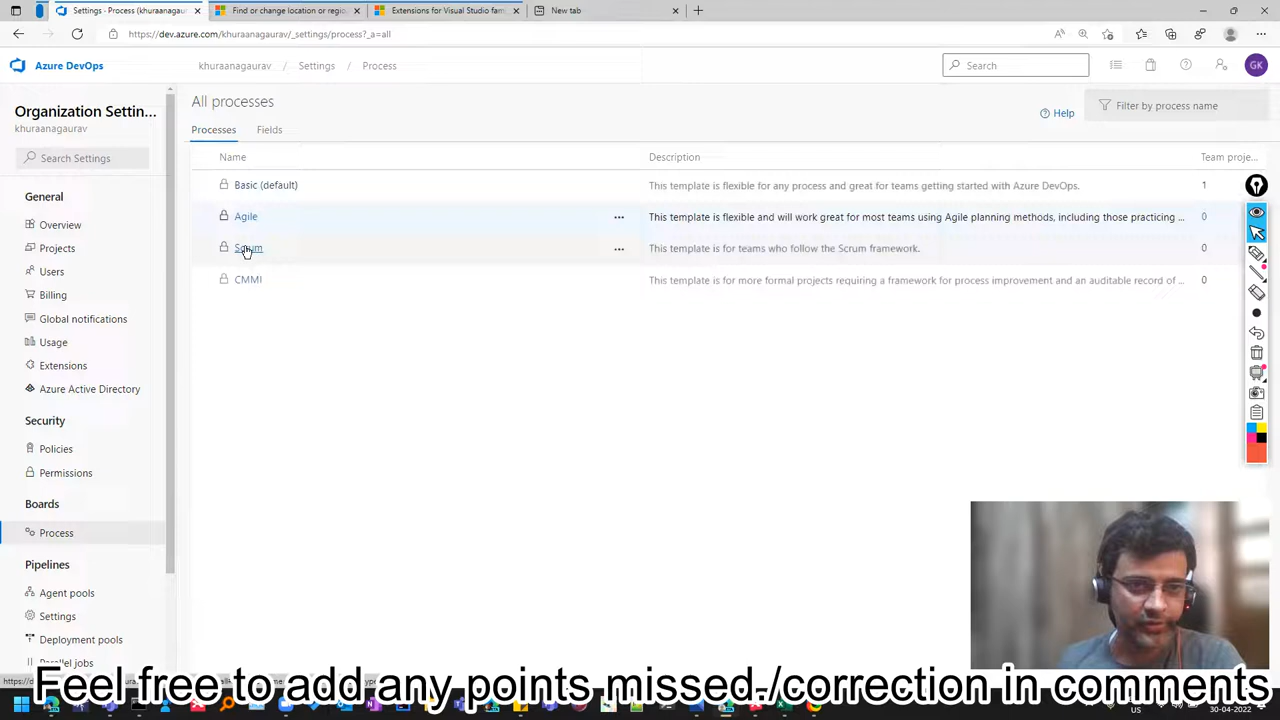 Settings - Process (khuraanagau
Find or change location or regio
Extensions for Visual Studio fam
New tab
https://dev.azure.com/khuraanagaurav/_settings/process?_a=all
Azure DevOps
khuraanagaurav
Settings
Process
Search
GK
Organization Settin...
khuraanagaurav
Search Settings
General
Overview
Projects
Users
Billing
Global notifications
Usage
Extensions
Azure Active Directory
Security
Policies
Permissions
Boards
Process
Pipelines
Agent pools
Settings
Deployment pools
Parallel jobs
All processes
Help
Filter by process name
Processes
Fields
Name
Description
Team proje...
Basic (default)
This template is flexible for any process and great for teams getting started with Azure DevOps.
1
Agile
This template is flexible and will work great for most teams using Agile planning methods, including those practicing ...
0
Scrum
This template is for teams who follow the Scrum framework.
0
CMMI
This template is for more formal projects requiring a framework for process improvement and an auditable record of ...
0
Feel free to add any points missed./correction in comments
US
30-04-2022